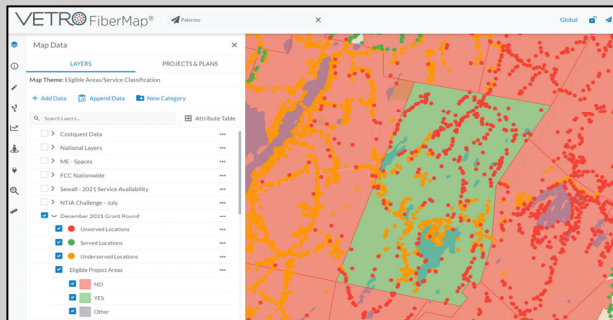 VETRO FiberMap®
Palermo
Global
Map Data
LAYERS
PROJECTS & PLANS
Map Theme: Eligible Areas/Service Classification
Add Data
Append Data
New Category
Search Layers...
Attribute Table
Conquest Data
National Layers
ME - Spaces
FCC Nationwide
Sewall - 2021 Service Availability
NTIA Challenge - July
December 2021 Grant Round
Unserved Locations
Served Locations
Underserved Locations
Eligible Project Areas
NO
YES
Other